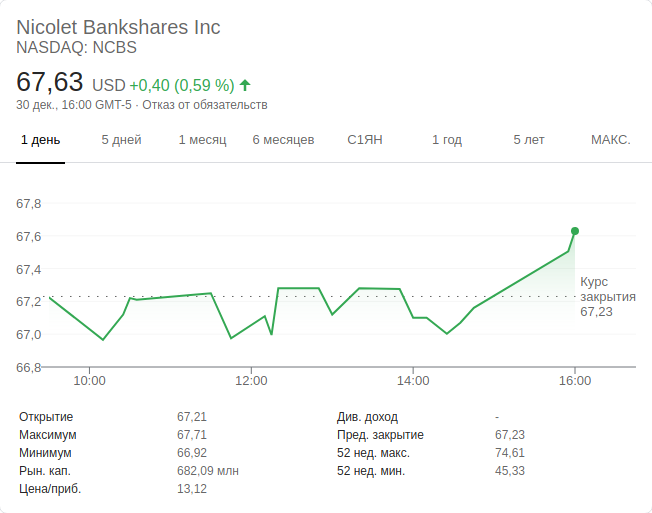 Nicolet Bankshares Inc
NASDAQ: NCBS
67,63 USD +0,40 (0,59 %)
30 дек., 16:00 GMT-5 · Отказ от обязательств
1 день 5 дней 1 месяц 6 месяцев С1ЯН 1 год 5 лет МАКС.
67,8
67,6
67,4
67,2
67,0
66,8
Курс
закрытия
67,23
10:00 12:00 14:00 16:00
Открытие 67,21 Див. доход -
Максимум 67,71 Пред. закрытие 67,23
Минимум 66,92 52 нед. макс. 74,61
Рын. кап. 682,09 млн 52 нед. мин. 45,33
Цена/приб. 13,12